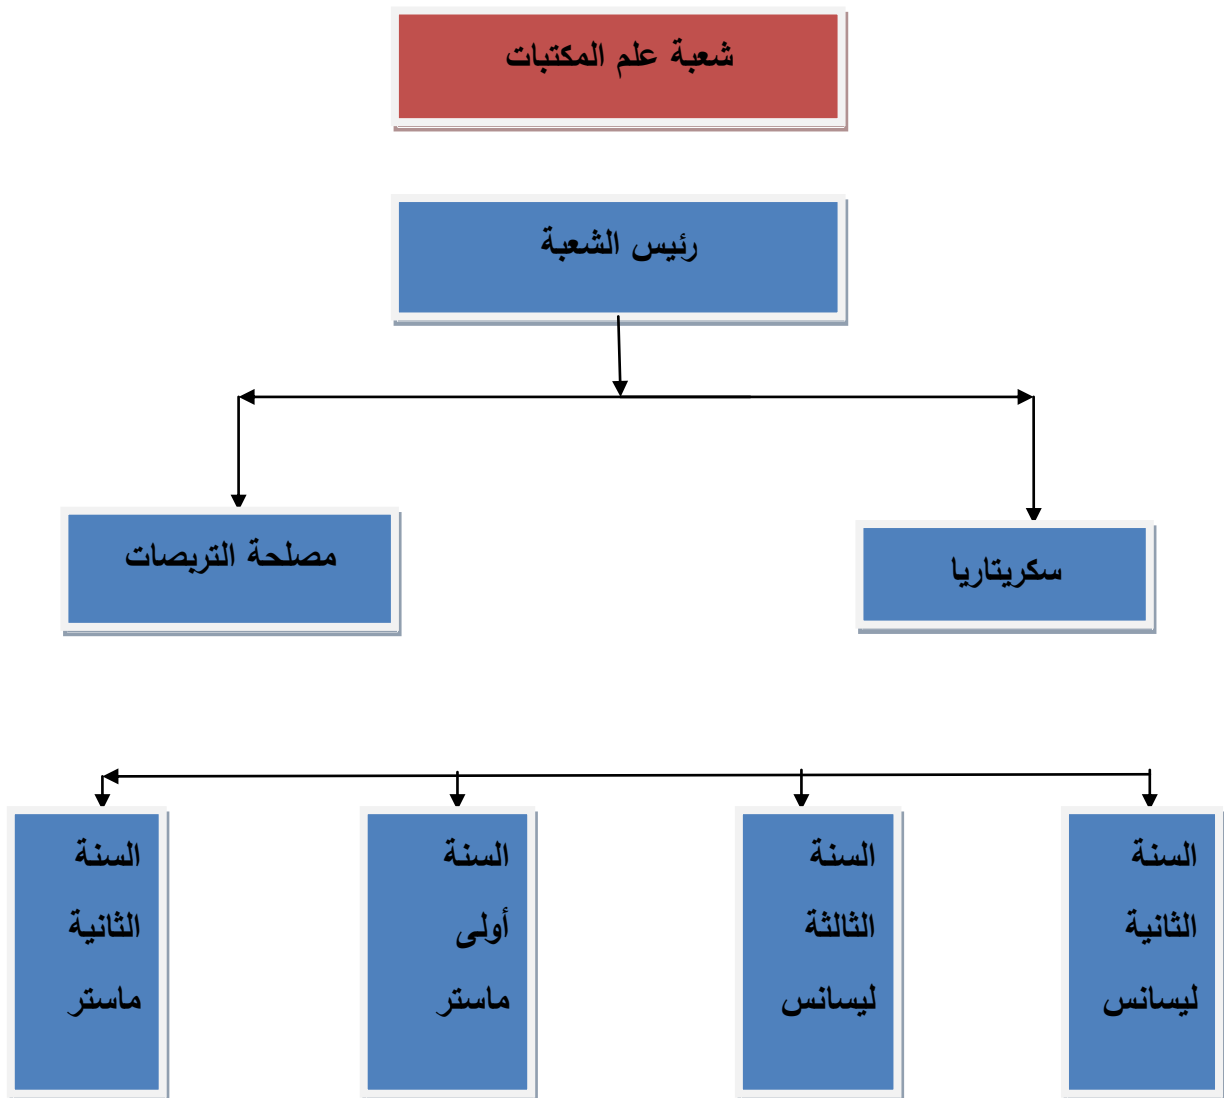 شعبة علم المكتبات
رئيس الشعبة
سكريتاريا
مصلحة التربصات
السنة
الثانية
ليسانس
السنة
الثالثة
ليسانس
السنة
أولى
ماستر
السنة
الثانية
ماستر